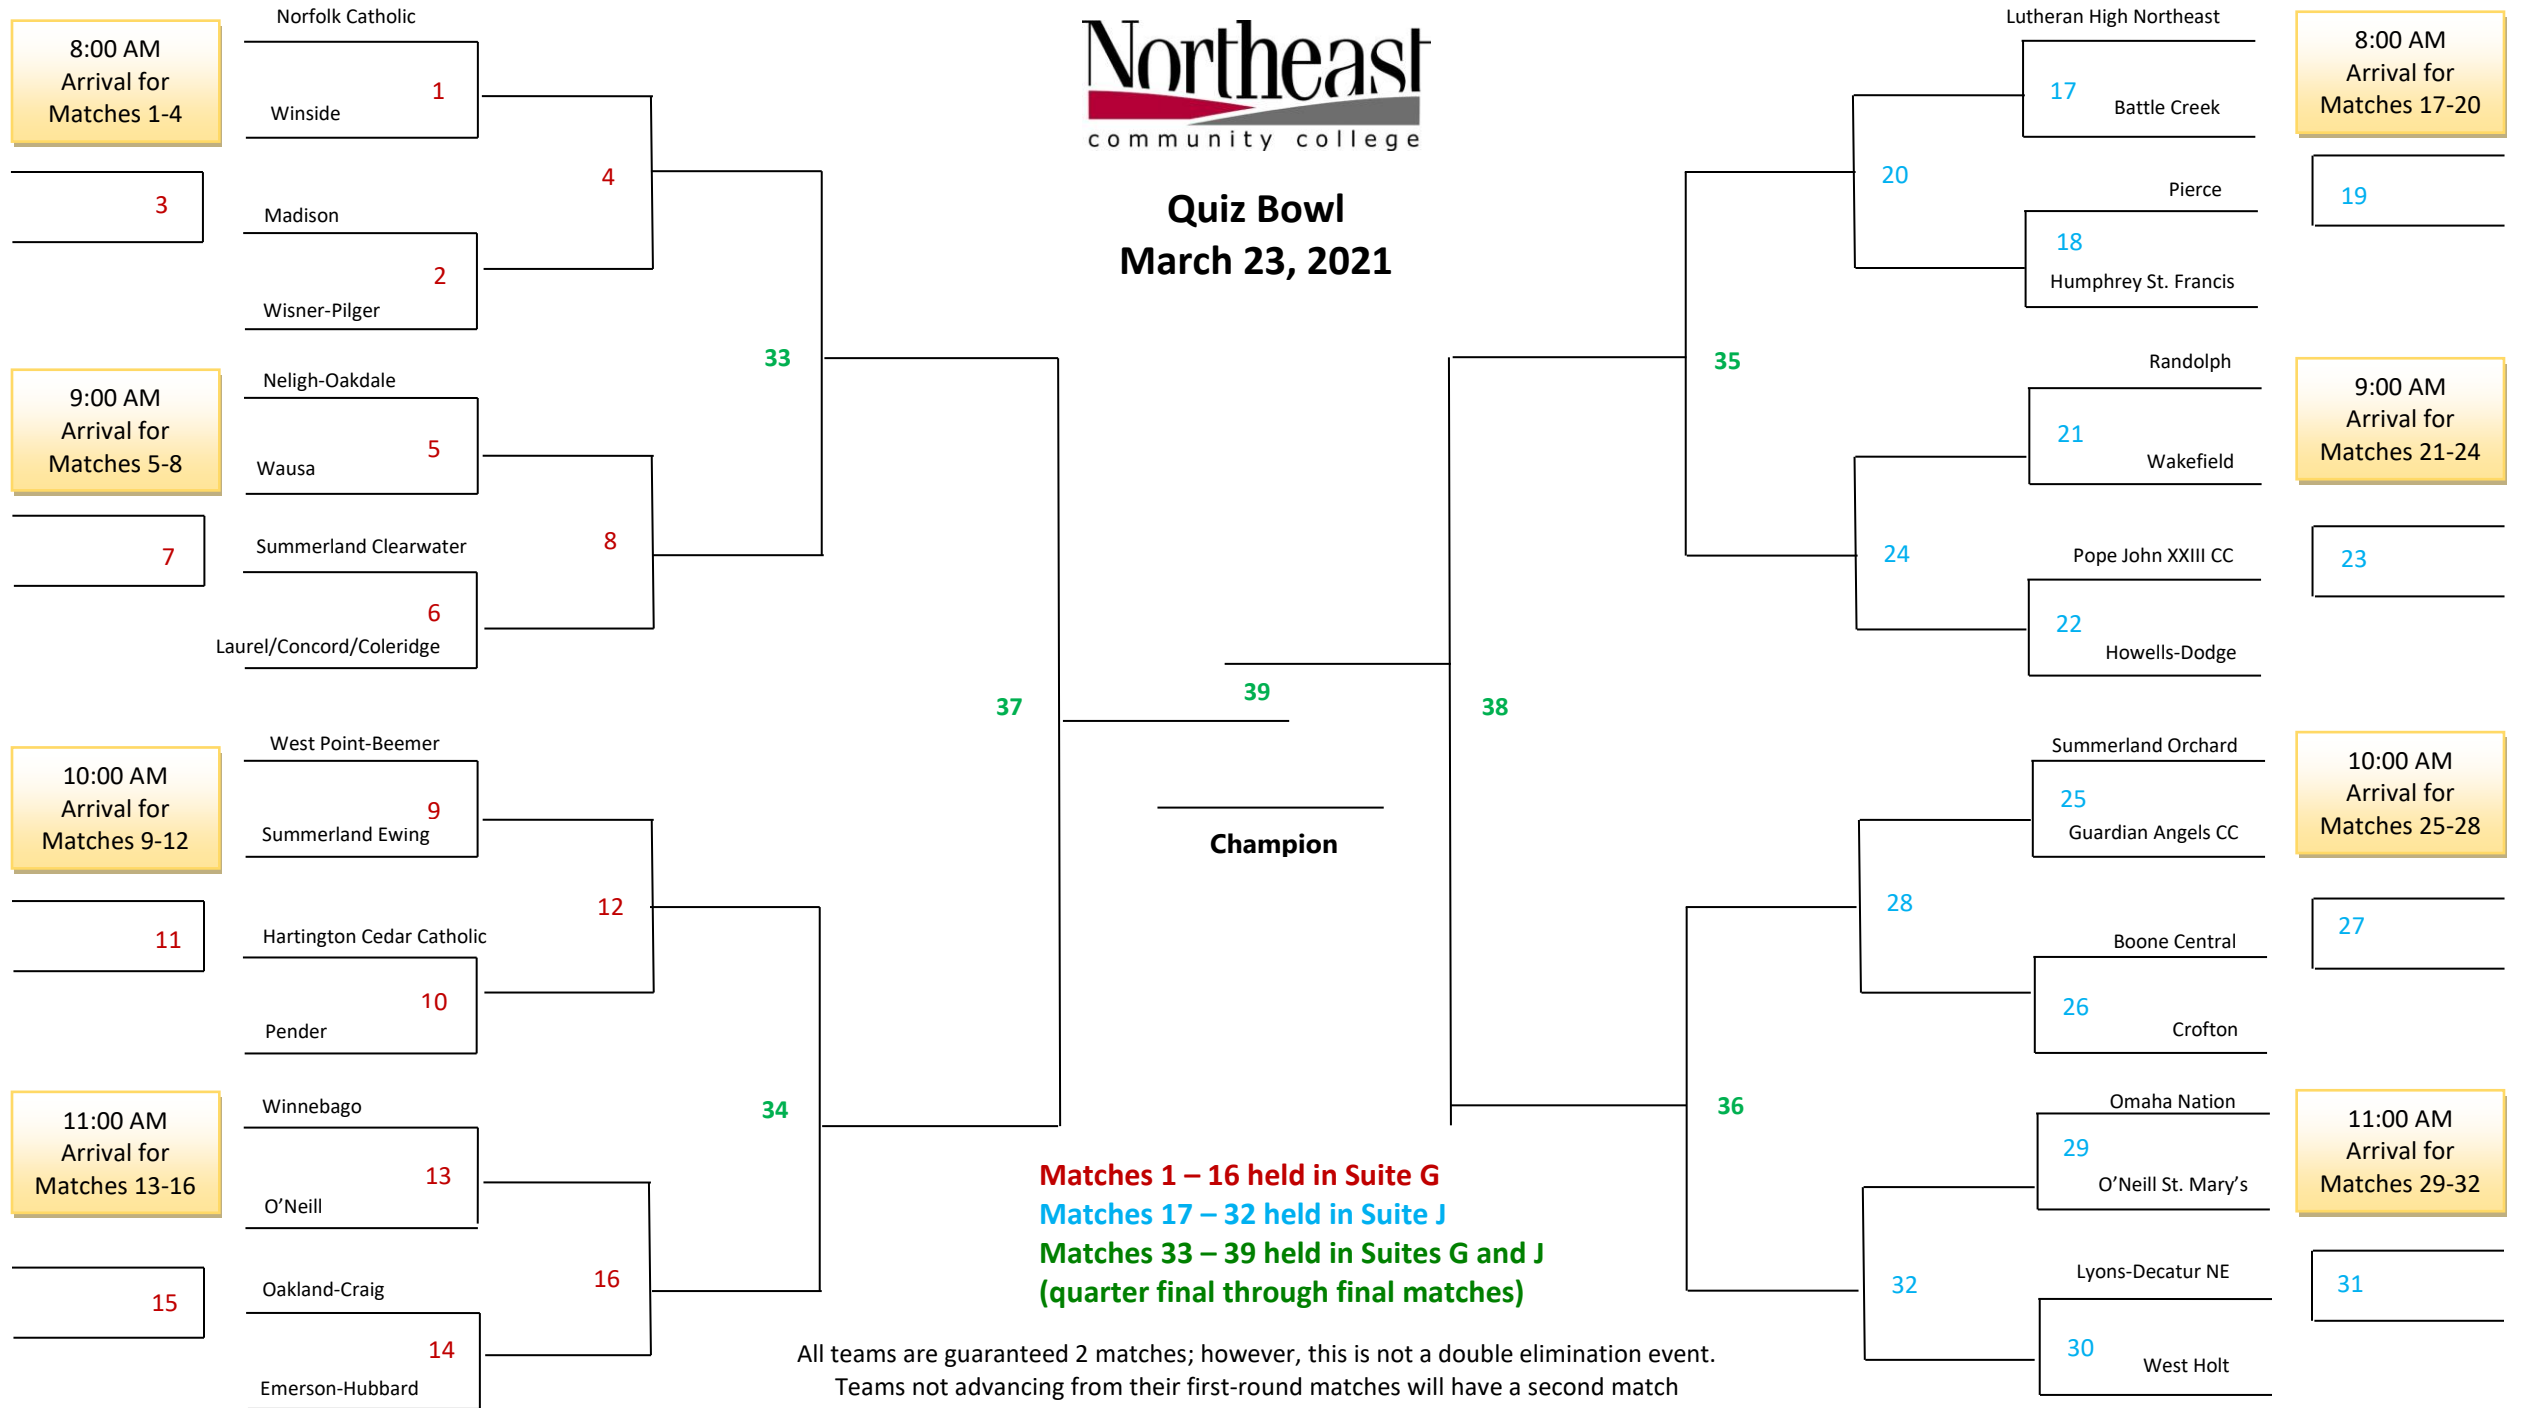 Norfolk Catholic
8:00 AM
Arrival for
Matches 1-4
1
Winside
3
4
Madison
2
Wisner-Pilger
33
Neligh-Oakdale
9:00 AM
Arrival for
Matches 5-8
5
Wausa
7
Summerland Clearwater
8
6
Laurel/Concord/Coleridge
37
West Point-Beemer
10:00 AM
Arrival for
Matches 9-12
9
Summerland Ewing
12
11
Hartington Cedar Catholic
10
Pender
34
Winnebago
11:00 AM
Arrival for
Matches 13-16
13
O'Neill
16
15
Oakland-Craig
14
Emerson-Hubbard
Northeast
community college
Quiz Bowl
March 23, 2021
39
Champion
Matches 1 – 16 held in Suite G
Matches 17 – 32 held in Suite J
Matches 33 – 39 held in Suites G and J
(quarter final through final matches)
All teams are guaranteed 2 matches; however, this is not a double elimination event.
Teams not advancing from their first-round matches will have a second match
Lutheran High Northeast
8:00 AM
Arrival for
Matches 17-20
17
Battle Creek
20
Pierce
19
18
Humphrey St. Francis
35
Randolph
9:00 AM
Arrival for
Matches 21-24
21
Wakefield
24
Pope John XXIII CC
23
22
Howells-Dodge
38
Summerland Orchard
10:00 AM
Arrival for
Matches 25-28
25
Guardian Angels CC
28
27
Boone Central
26
Crofton
36
Omaha Nation
11:00 AM
Arrival for
Matches 29-32
29
O'Neill St. Mary's
32
Lyons-Decatur NE
31
30
West Holt